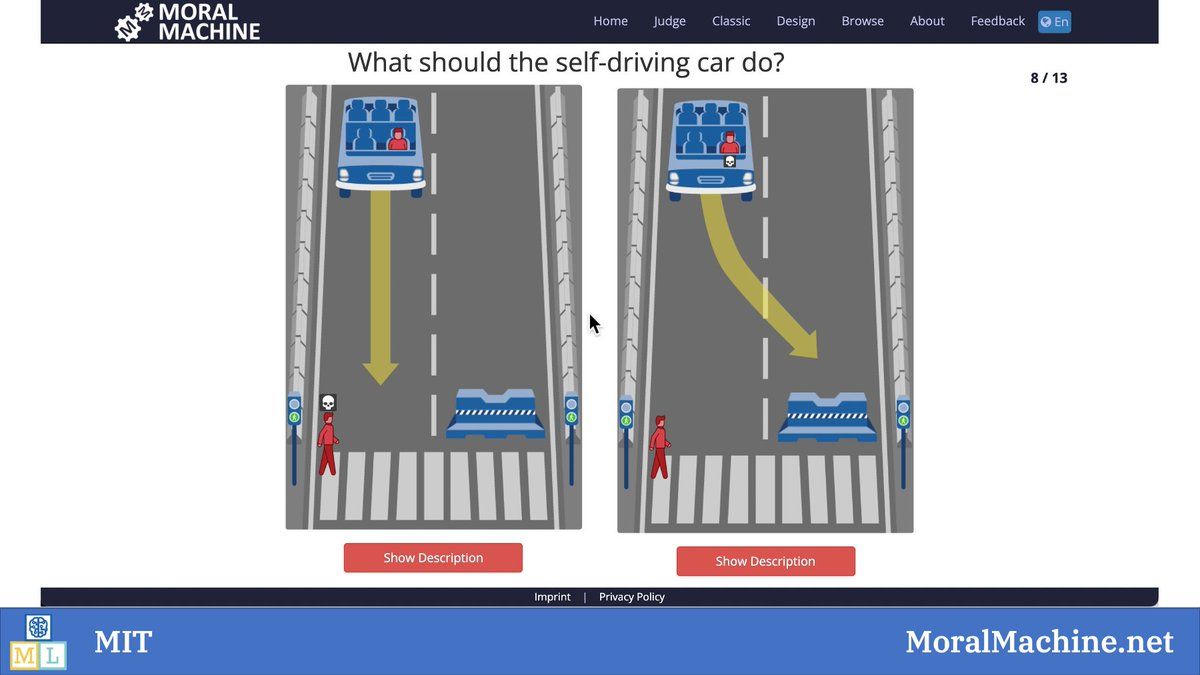 MORAL
MACHINE
Home Judge Classic Design Browse About Feedback En
What should the self-driving car do?
8 / 13
Show Description Show Description
Imprint | Privacy Policy
M L
MIT
MoralMachine.net